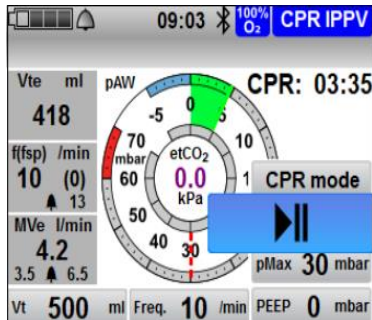 09:03 100% O₂ CPR IPPV
Vte ml
418
f(fsp) /min
10 (0)
13
MVe l/min
4.2
3.5 6.5
pAW
-5 0 5
70 10
mbar
60 1
50
40 30
etCO₂
0.0
kPa
CPR: 03:35
CPR mode
pMax 30 mbar
Vt 500 ml Freq. 10 /min PEEP 0 mbar